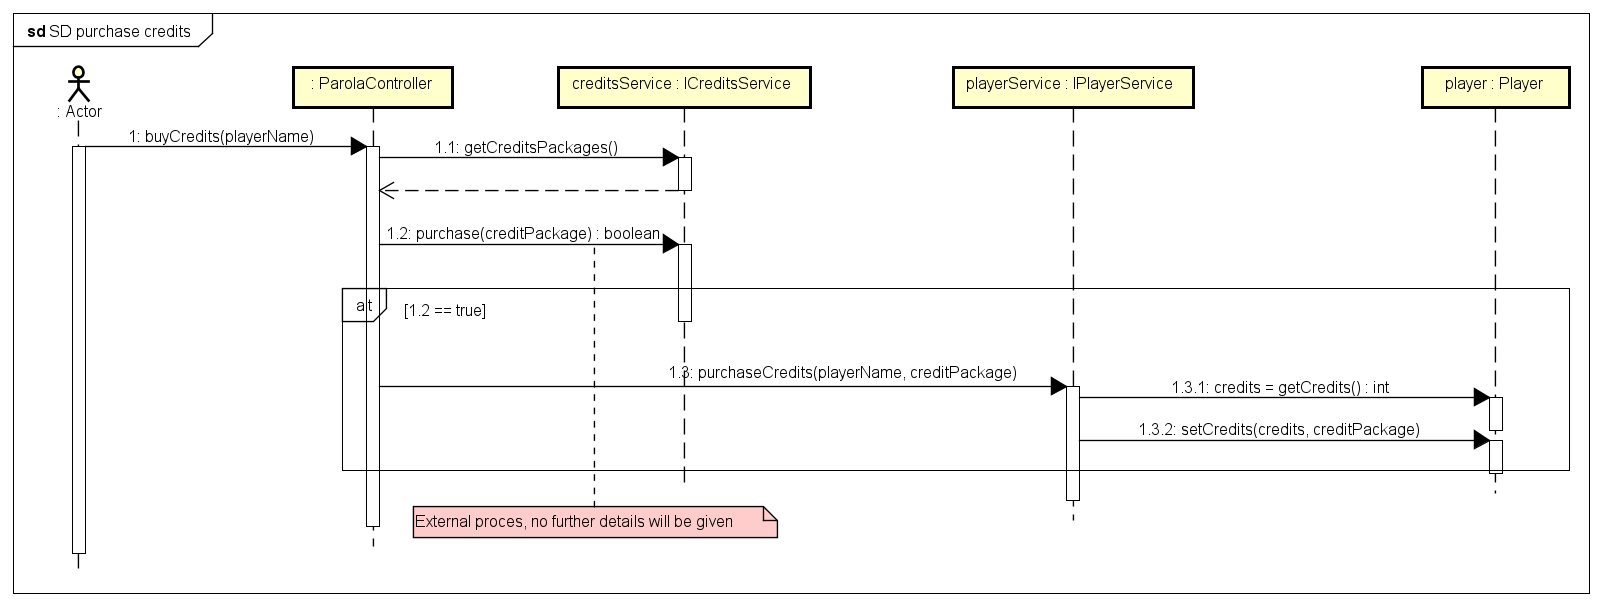 sd SD purchase credits
: Actor
: ParolaController
creditsService : ICreditsService
playerService : IPlayerService
player : Player
1: buyCredits(playerName)
1.1: getCreditsPackages()
1.2: purchase(creditPackage) : boolean
alt
[1.2 == true]
1.3: purchaseCredits(playerName, creditPackage)
1.3.1: credits = getCredits() : int
1.3.2: setCredits(credits, creditPackage)
External proces, no further details will be given